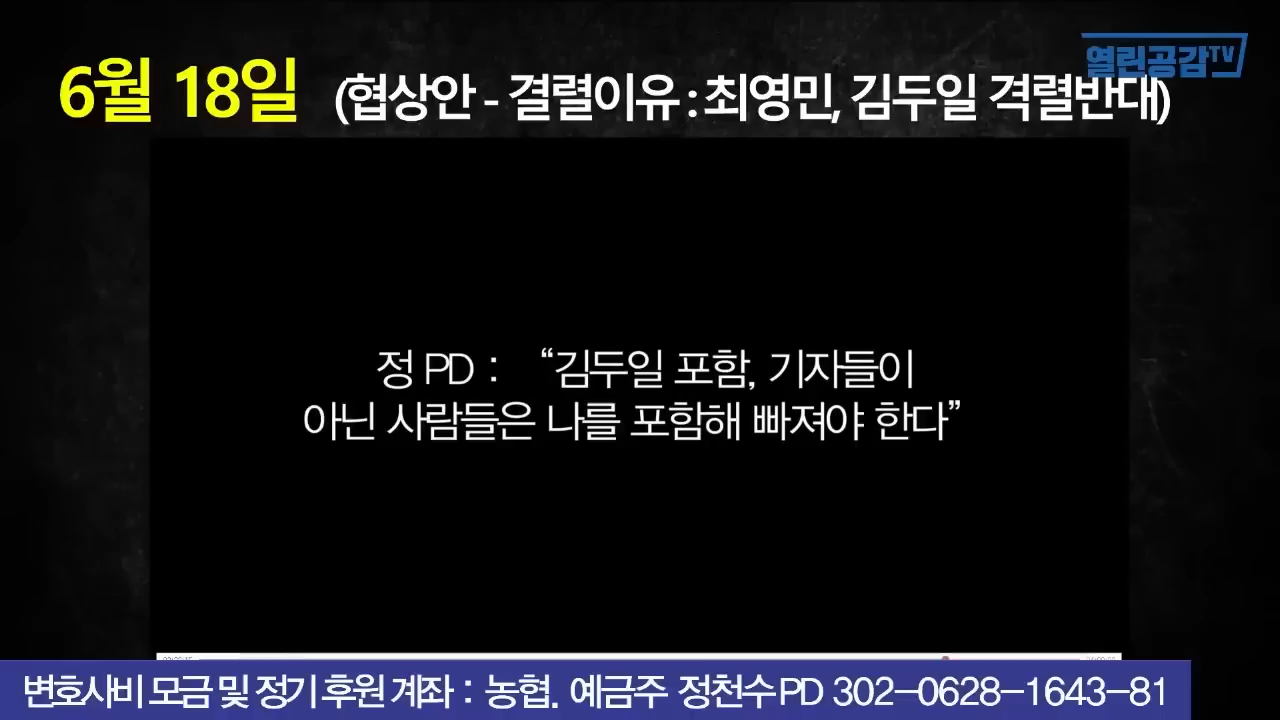 열린공감TV
6월 18일 (협상안 - 결렬이유 : 최영민, 김두일 격렬반대)
정 PD : “김두일 포함, 기자들이
아닌 사람들은 나를 포함해 빠져야 한다”
변호사비 모금 및 정기 후원 계좌 : 농협. 예금주 정천수PD 302-0628-1643-81